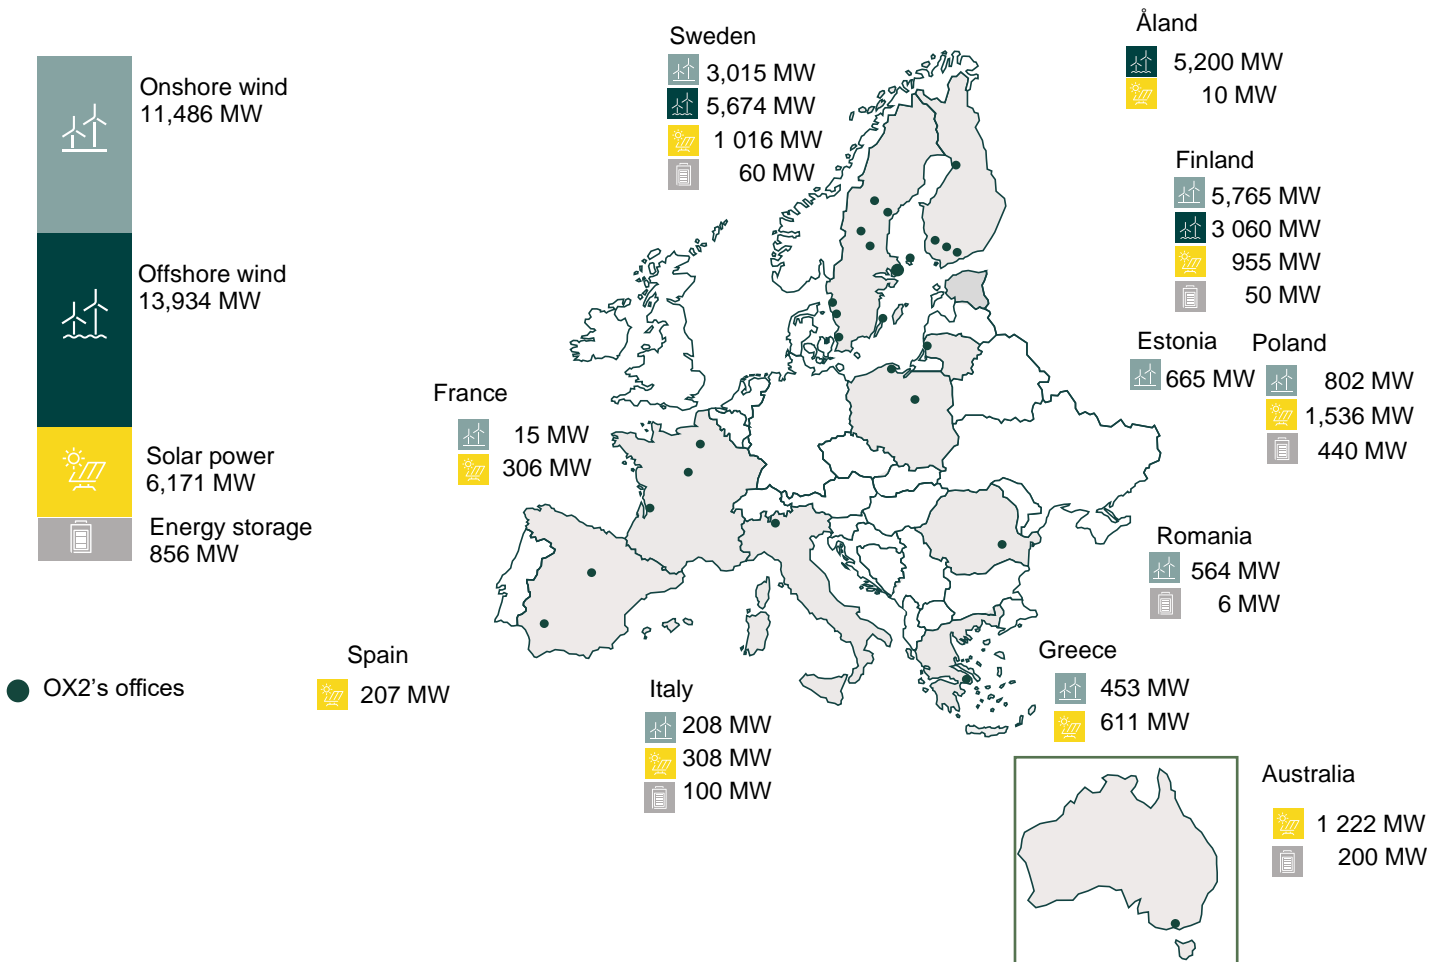 Onshore wind
11,486 MW
Offshore wind
13,934 MW
Solar power
6,171 MW
Energy storage
856 MW
OX2's offices
Sweden
3,015 MW
5,674 MW
1 016 MW
60 MW
Åland
5,200 MW
10 MW
Finland
5,765 MW
3 060 MW
955 MW
50 MW
Estonia
665 MW
Poland
802 MW
1,536 MW
440 MW
France
15 MW
306 MW
Romania
564 MW
6 MW
Spain
207 MW
Italy
208 MW
308 MW
100 MW
Greece
453 MW
611 MW
Australia
1 222 MW
200 MW